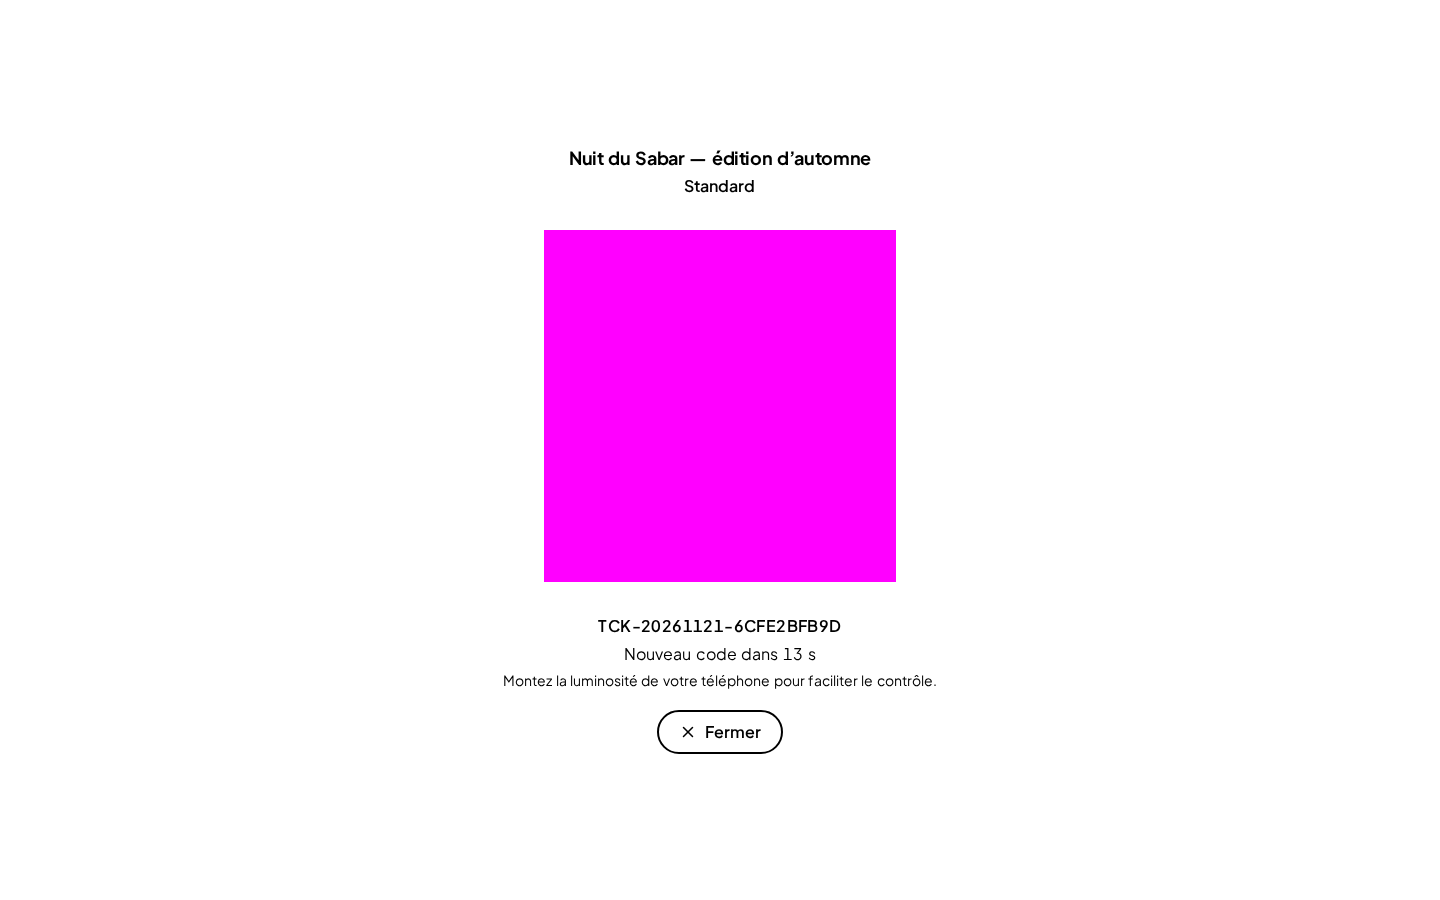 Nuit du Sabar — édition d’automne
Standard
TCK-20261121-6CFE2BFB9D
Nouveau code dans 13 s
Montez la luminosité de votre téléphone pour faciliter le contrôle.
Fermer